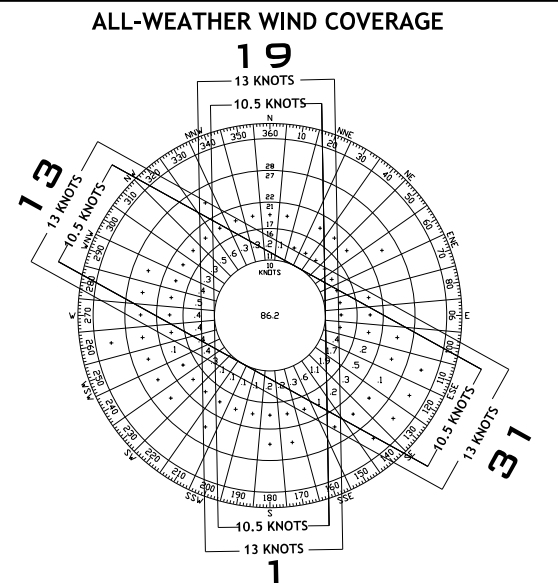 ALL-WEATHER WIND COVERAGE
19
13 KNOTS
10.5 KNOTS
N
NNW
NNE
340 350 360 10 20
330
30
NW
NE
320
40
310
50
300
60
WNW
ENE
290
70
280
80
W 270
90 E
260
100
250
110
WSW
ESE
240
120
230
130
SW
SE
220
140
210
150
SSW
SSE
200 190 180 170 160
S
28
27
22
21
17
16
11
10
KNOTS
86.2
13
13 KNOTS
10.5 KNOTS
10.5 KNOTS
13 KNOTS
31
10.5 KNOTS
13 KNOTS
1